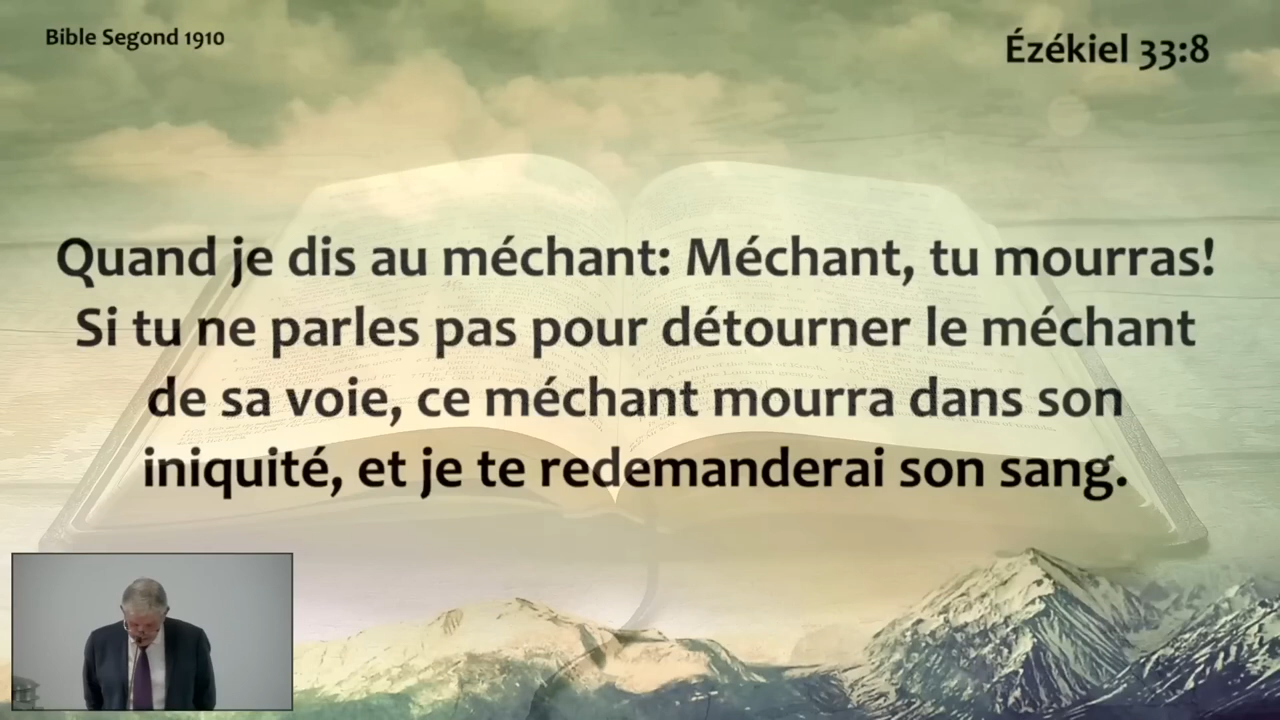 Bible Segond 1910
Ézékiel 33:8
Quand je dis au méchant: Méchant, tu mourras!
Si tu ne parles pas pour détourner le méchant
de sa voie, ce méchant mourra dans son
iniquité, et je te redemanderai son sang.